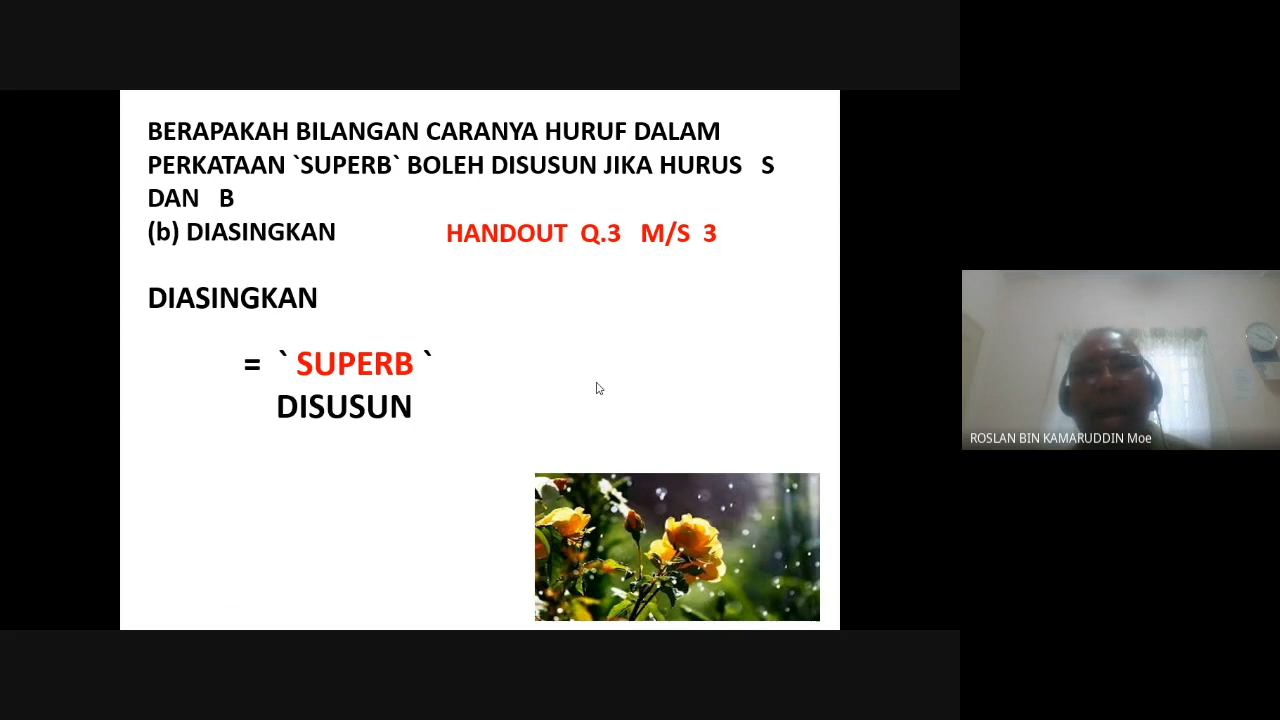 BERAPAKAH BILANGAN CARANYA HURUF DALAM
PERKATAAN `SUPERB` BOLEH DISUSUN JIKA HURUS S
DAN B
(b) DIASINGKAN HANDOUT Q.3 M/S 3
DIASINGKAN
= ` SUPERB `
DISUSUN
ROSLAN BIN KAMARUDDIN Moe